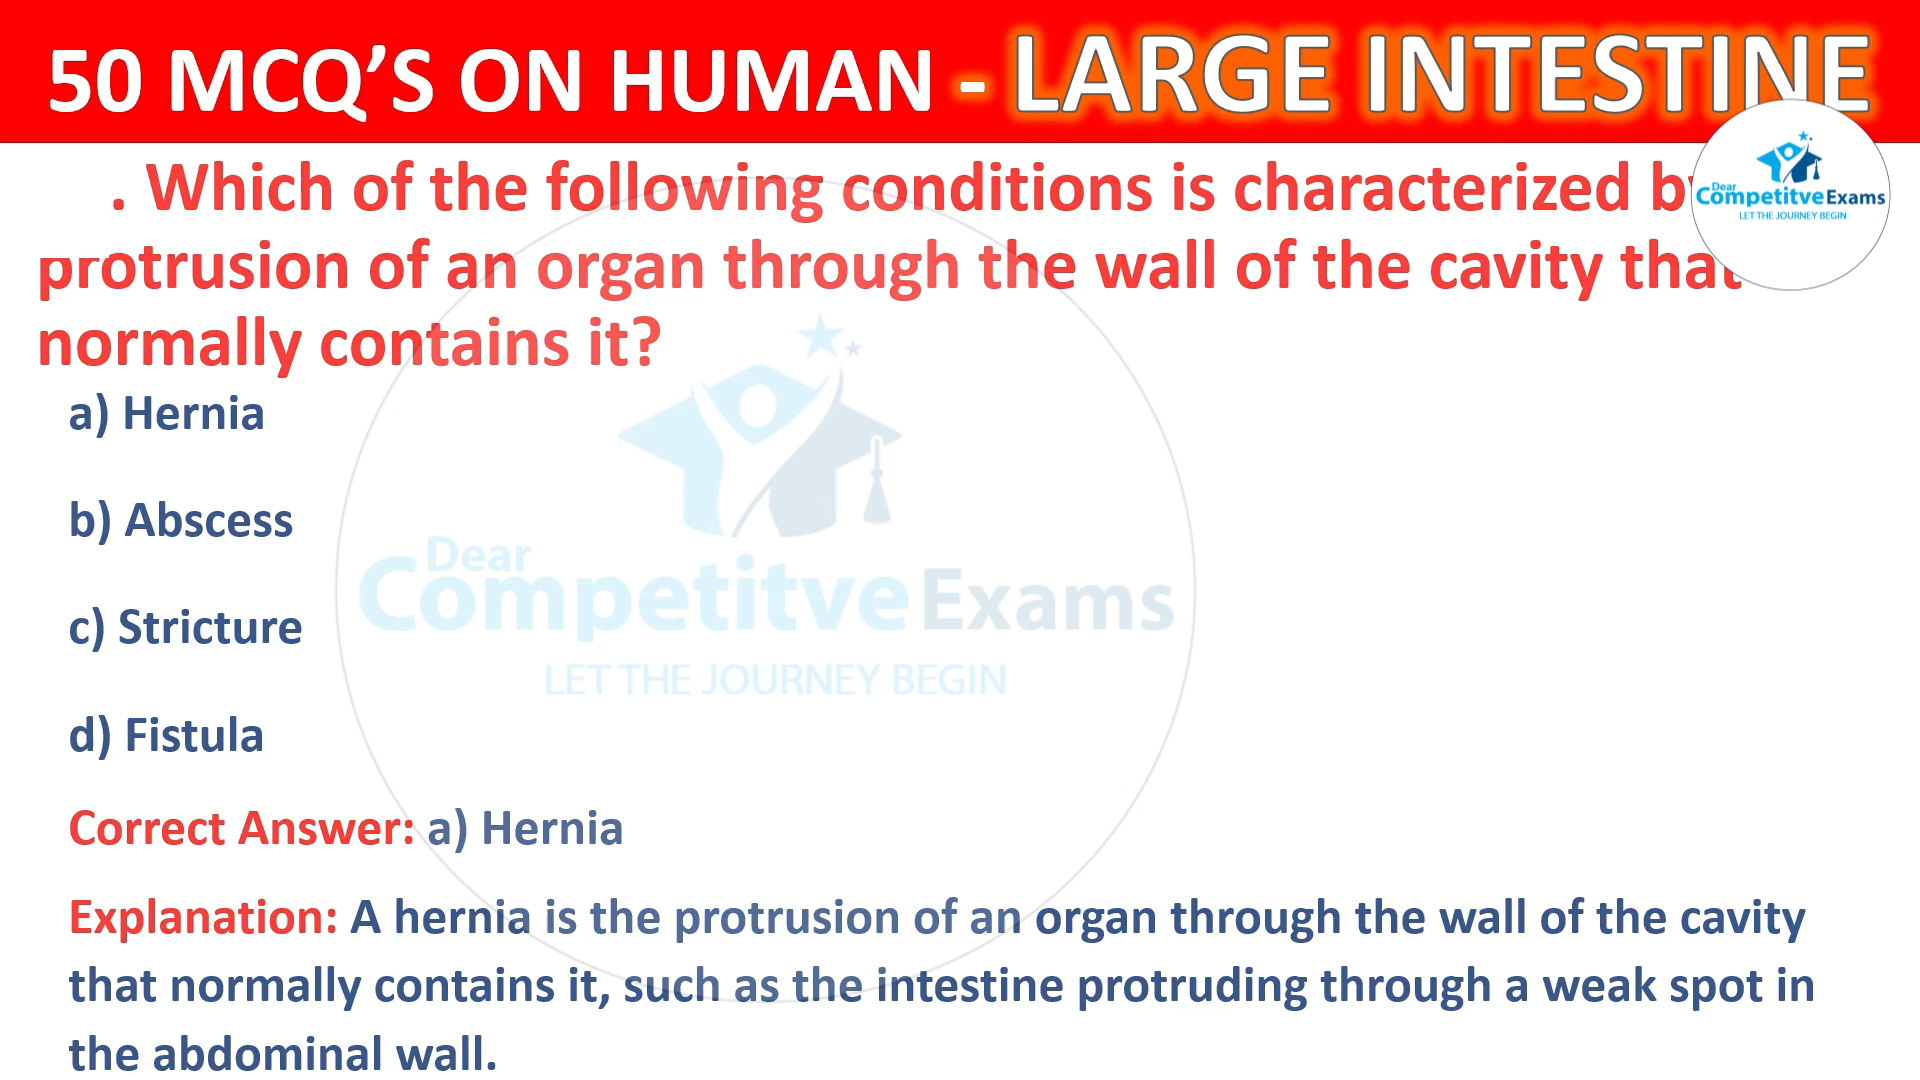 50 MCQ’S ON HUMAN - LARGE INTESTINE
. Which of the following conditions is characterized by
protrusion of an organ through the wall of the cavity that
normally contains it?
Dear
CompetitveExams
LET THE JOURNEY BEGIN
a) Hernia
b) Abscess
c) Stricture
d) Fistula
Dear
Competitve Exams
LET THE JOURNEY BEGIN
Correct Answer: a) Hernia
Explanation: A hernia is the protrusion of an organ through the wall of the cavity
that normally contains it, such as the intestine protruding through a weak spot in
the abdominal wall.